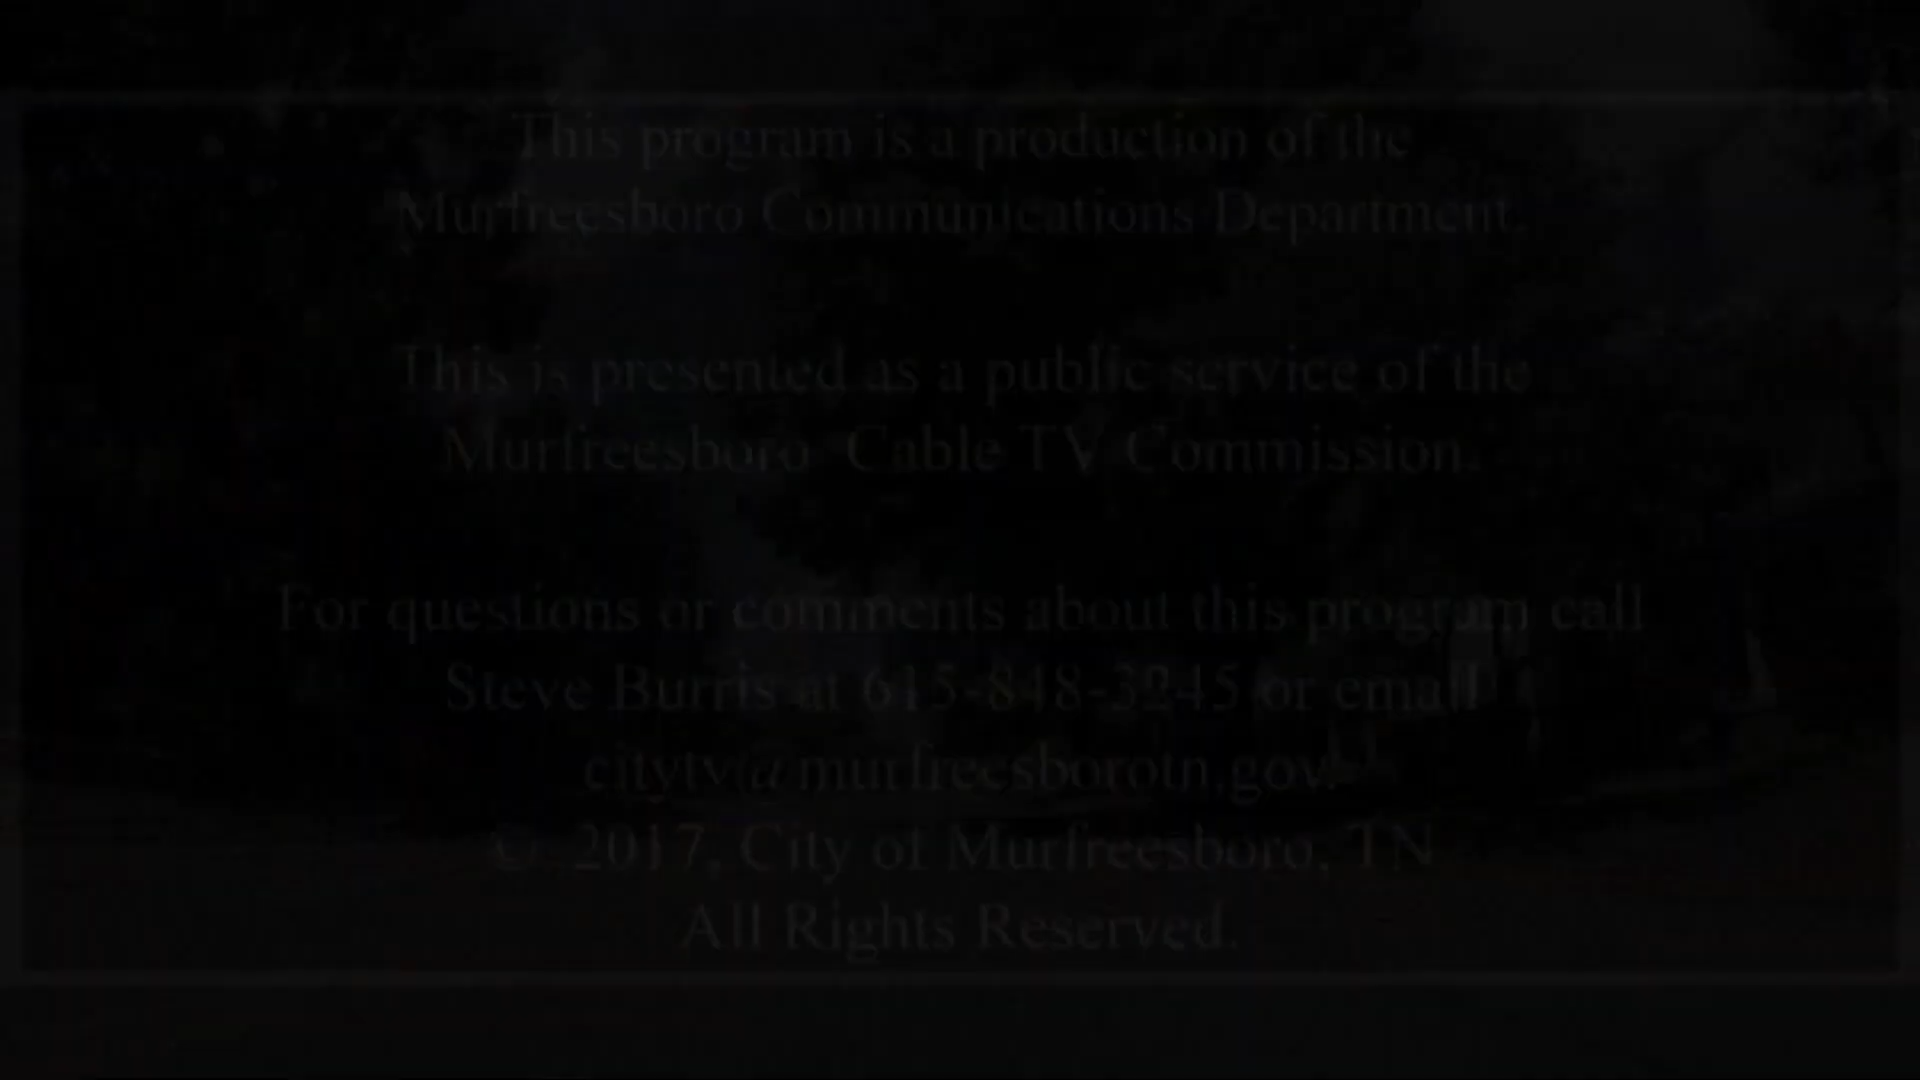 This program is a production of the
Murfreesboro Communications Department.
This is presented as a public service of the
Murfreesboro Cable TV Commission.
For questions or comments about this program call
Steve Burris at 615-848-3245 or email
citytv@murfreesborotn.gov.
© 2017, City of Murfreesboro, TN
All Rights Reserved.